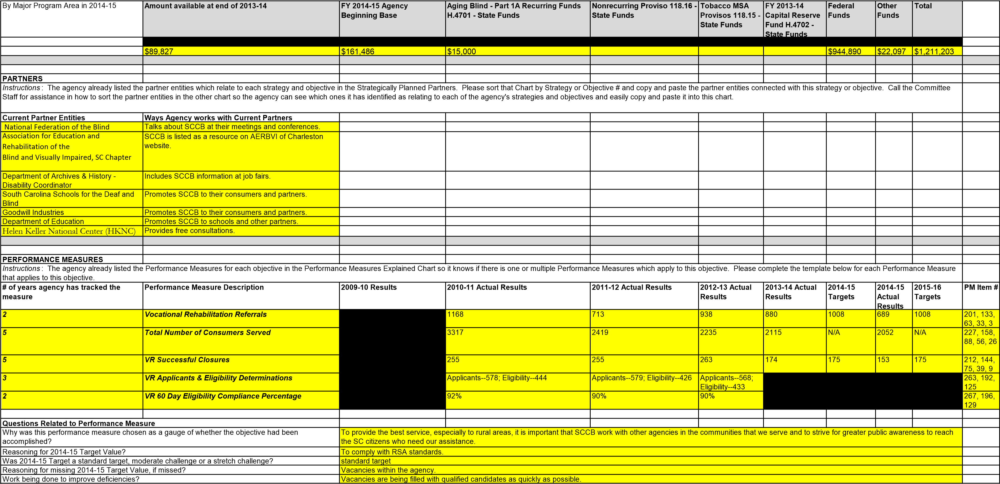 By Major Program Area in 2014-15
Amount available at end of 2013-14
FY 2014-15 Agency
Beginning Base
Aging Blind - Part 1A Recurring Funds
H.4701 - State Funds
Nonrecurring Proviso 118.16 -
State Funds
Tobacco MSA
Provisos 118.15 -
State Funds
FY 2013-14
Capital Reserve
Fund H.4702 -
State Funds
Federal
Funds
Other
Funds
Total
$89,827
$161,486
$15,000
$944,890
$22,097
$1,211,203
PARTNERS
Instructions: The agency already listed the partner entities which relate to each strategy and objective in the Strategically Planned Partners. Please sort that Chart by Strategy or Objective # and copy and paste the partner entities connected with this strategy or objective. Call the Committee
Staff for assistance in how to sort the partner entities in the other chart so the agency can see which ones it has identified as relating to each of the agency's strategies and objectives and easily copy and paste it into this chart.
Current Partner Entities
Ways Agency works with Current Partners
National Federation of the Blind
Talks about SCCB at their meetings and conferences.
Association for Education and
Rehabilitation of the
Blind and Visually Impaired, SC Chapter
SCCB is listed as a resource on AERBVI of Charleston
website.
Department of Archives & History -
Disability Coordinator
Includes SCCB information at job fairs.
South Carolina Schools for the Deaf and
Blind
Promotes SCCB to their consumers and partners.
Goodwill Industries
Promotes SCCB to their consumers and partners.
Department of Education
Promotes SCCB to schools and other partners.
Helen Keller National Center (HKNC)
Provides free consultations.
PERFORMANCE MEASURES
Instructions: The agency already listed the Performance Measures for each objective in the Performance Measures Explained Chart so it knows if there is one or multiple Performance Measures which apply to this objective. Please complete the template below for each Performance Measure
that applies to this objective.
# of years agency has tracked the
measure
Performance Measure Description
2009-10 Results
2010-11 Actual Results
2011-12 Actual Results
2012-13 Actual
Results
2013-14 Actual
Results
2014-15
Targets
2014-15
Actual
Results
2015-16
Targets
PM Item #
2
Vocational Rehabilitation Referrals
1168
713
938
880
1008
689
1008
201, 133,
63, 33, 3
5
Total Number of Consumers Served
3317
2419
2235
2115
N/A
2052
N/A
227, 158,
88, 56, 26
5
VR Successful Closures
255
255
263
174
175
153
175
212, 144,
75, 39, 9
3
VR Applicants & Eligibility Determinations
Applicants--578; Eligibility--444
Applicants--579; Eligibility--426
Applicants--568;
Eligibility--433
263, 192,
125
2
VR 60 Day Eligibility Compliance Percentage
92%
90%
90%
267, 196,
129
Questions Related to Performance Measure
Why was this performance measure chosen as a gauge of whether the objective had been
accomplished?
To provide the best service, especially to rural areas, it is important that SCCB work with other agencies in the communities that we serve and to strive for greater public awareness to reach
the SC citizens who need our assistance.
Reasoning for 2014-15 Target Value?
To comply with RSA standards.
Was 2014-15 Target a standard target, moderate challenge or a stretch challenge?
standard target
Reasoning for missing 2014-15 Target Value, if missed?
Vacancies within the agency.
Work being done to improve deficiencies?
Vacancies are being filled with qualified candidates as quickly as possible.